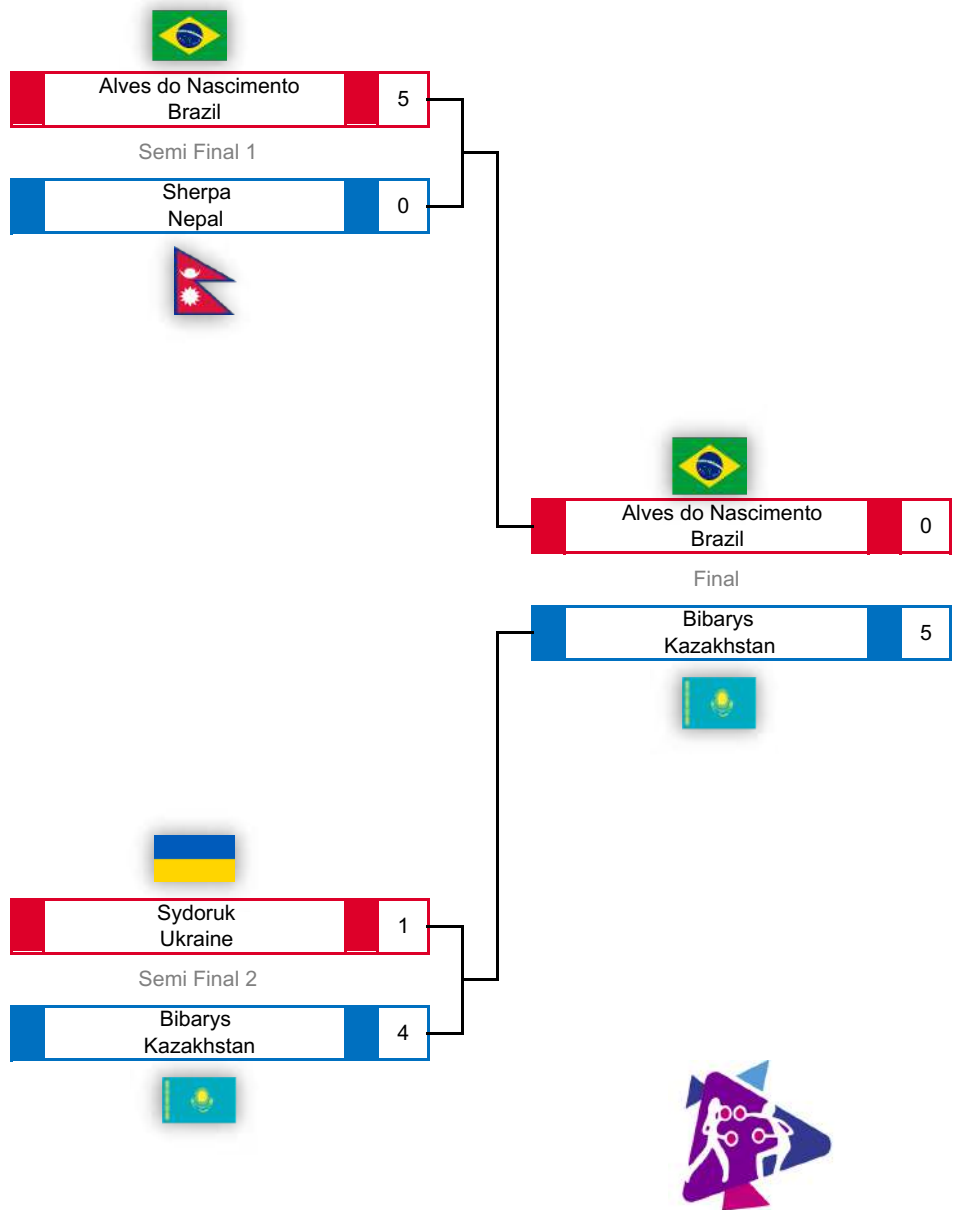 Alves do Nascimento
Brazil
5
Semi Final 1
Sherpa
Nepal
0
Alves do Nascimento
Brazil
0
Final
Bibarys
Kazakhstan
5
Sydoruk
Ukraine
1
Semi Final 2
Bibarys
Kazakhstan
4